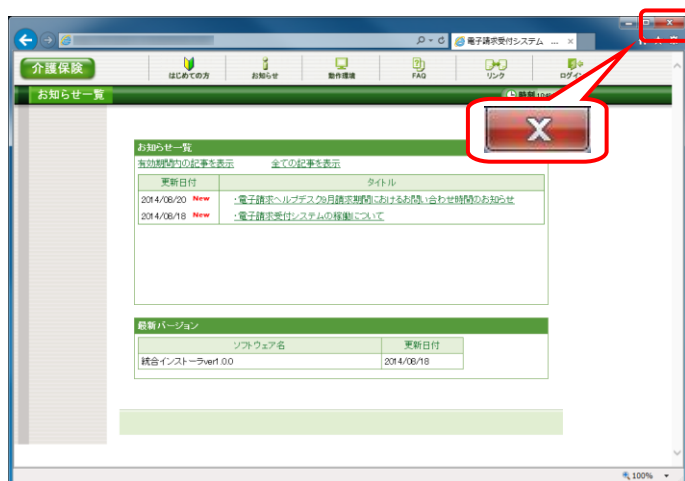 電子請求受付システム ...
介護保険
はじめての方
お知らせ
動作環境
FAQ
リンク
お知らせ一覧
お知らせ一覧
有効期間内の記事を表示 全ての記事を表示
更新日付 タイトル
2014/08/20 New ・電子請求ヘルプデスク9月請求期間におけるお問い合わせ時間のお知らせ
2014/08/18 New ・電子請求受付システムの稼働について
最新バージョン
ソフトウェア名 更新日付
統合インストーラver1.0.0 2014/08/18
100%